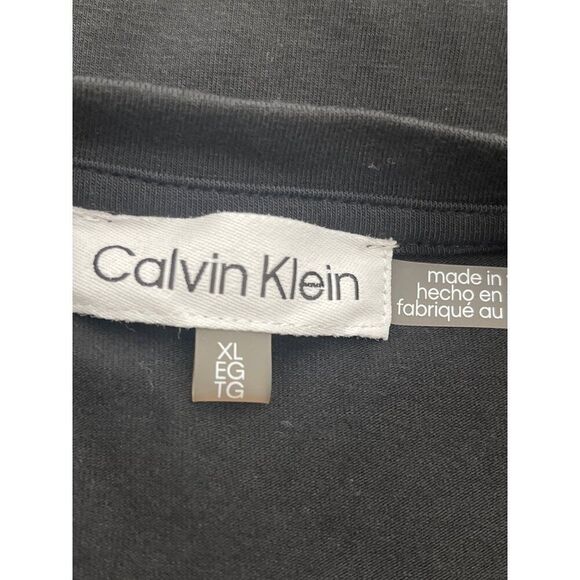 Calvin Klein
XL
EG
TG
made in
hecho en
fabriqué au